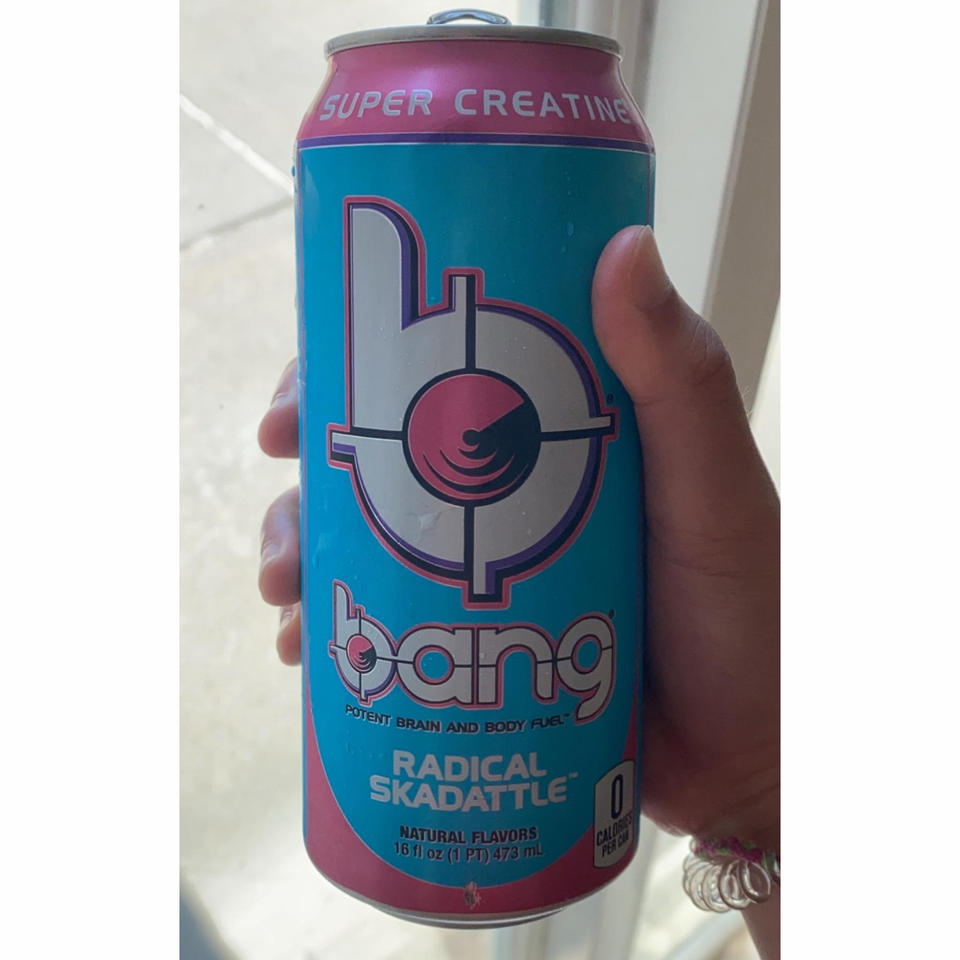 SUPER CREATINE
b
®
bang®
POTENT BRAIN AND BODY FUEL™
RADICAL
SKADATTLE™
NATURAL FLAVORS
16 fl oz (1 PT) 473 mL
0
CALORIES
PER CAN